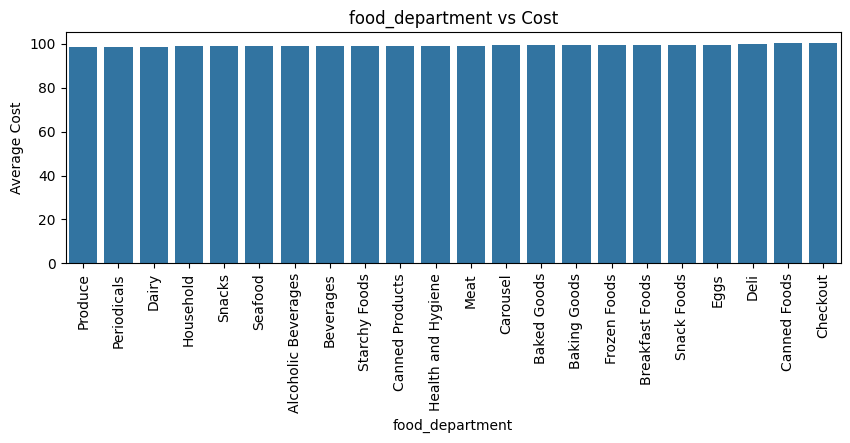 food_department vs Cost
Average Cost
100
80
60
40
20
0
Produce
Periodicals
Dairy
Household
Snacks
Seafood
Alcoholic Beverages
Beverages
Starchy Foods
Canned Products
Health and Hygiene
Meat
Carousel
Baked Goods
Baking Goods
Frozen Foods
Breakfast Foods
Snack Foods
Eggs
Deli
Canned Foods
Checkout
food_department